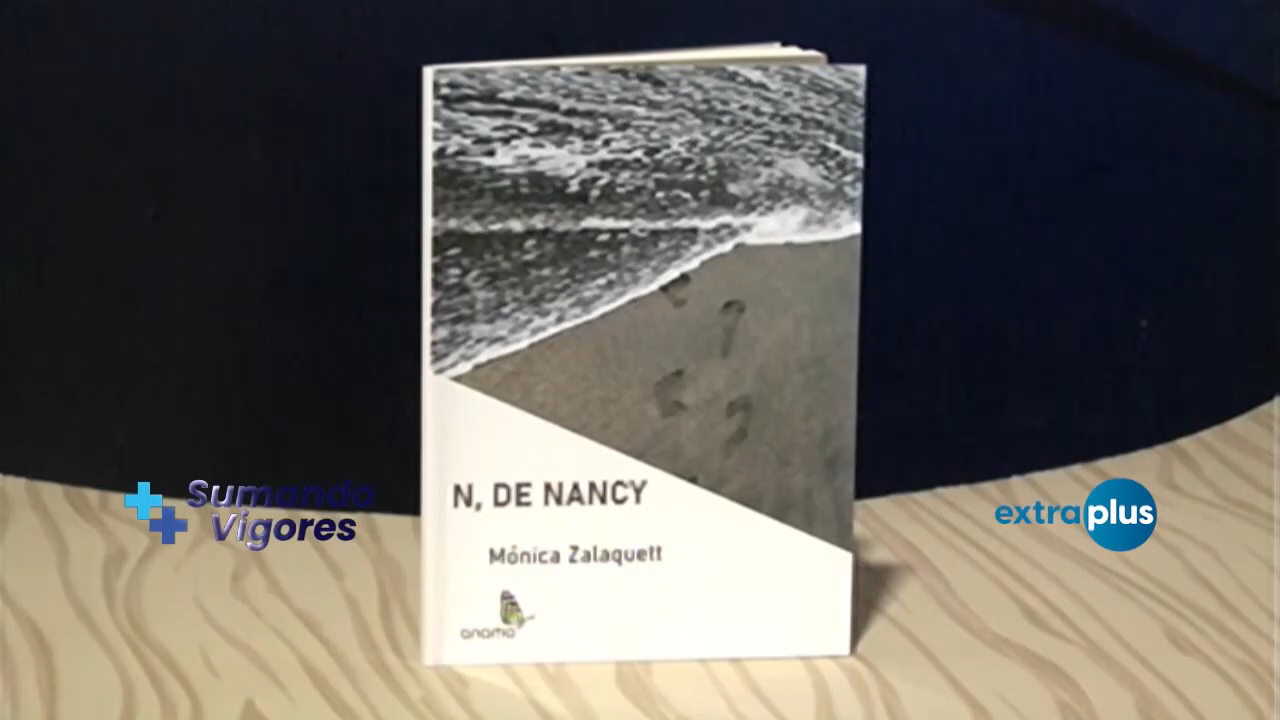 N, DE NANCY
Mónica Zalaquett
anama
Sumando
Vigores
extraplus